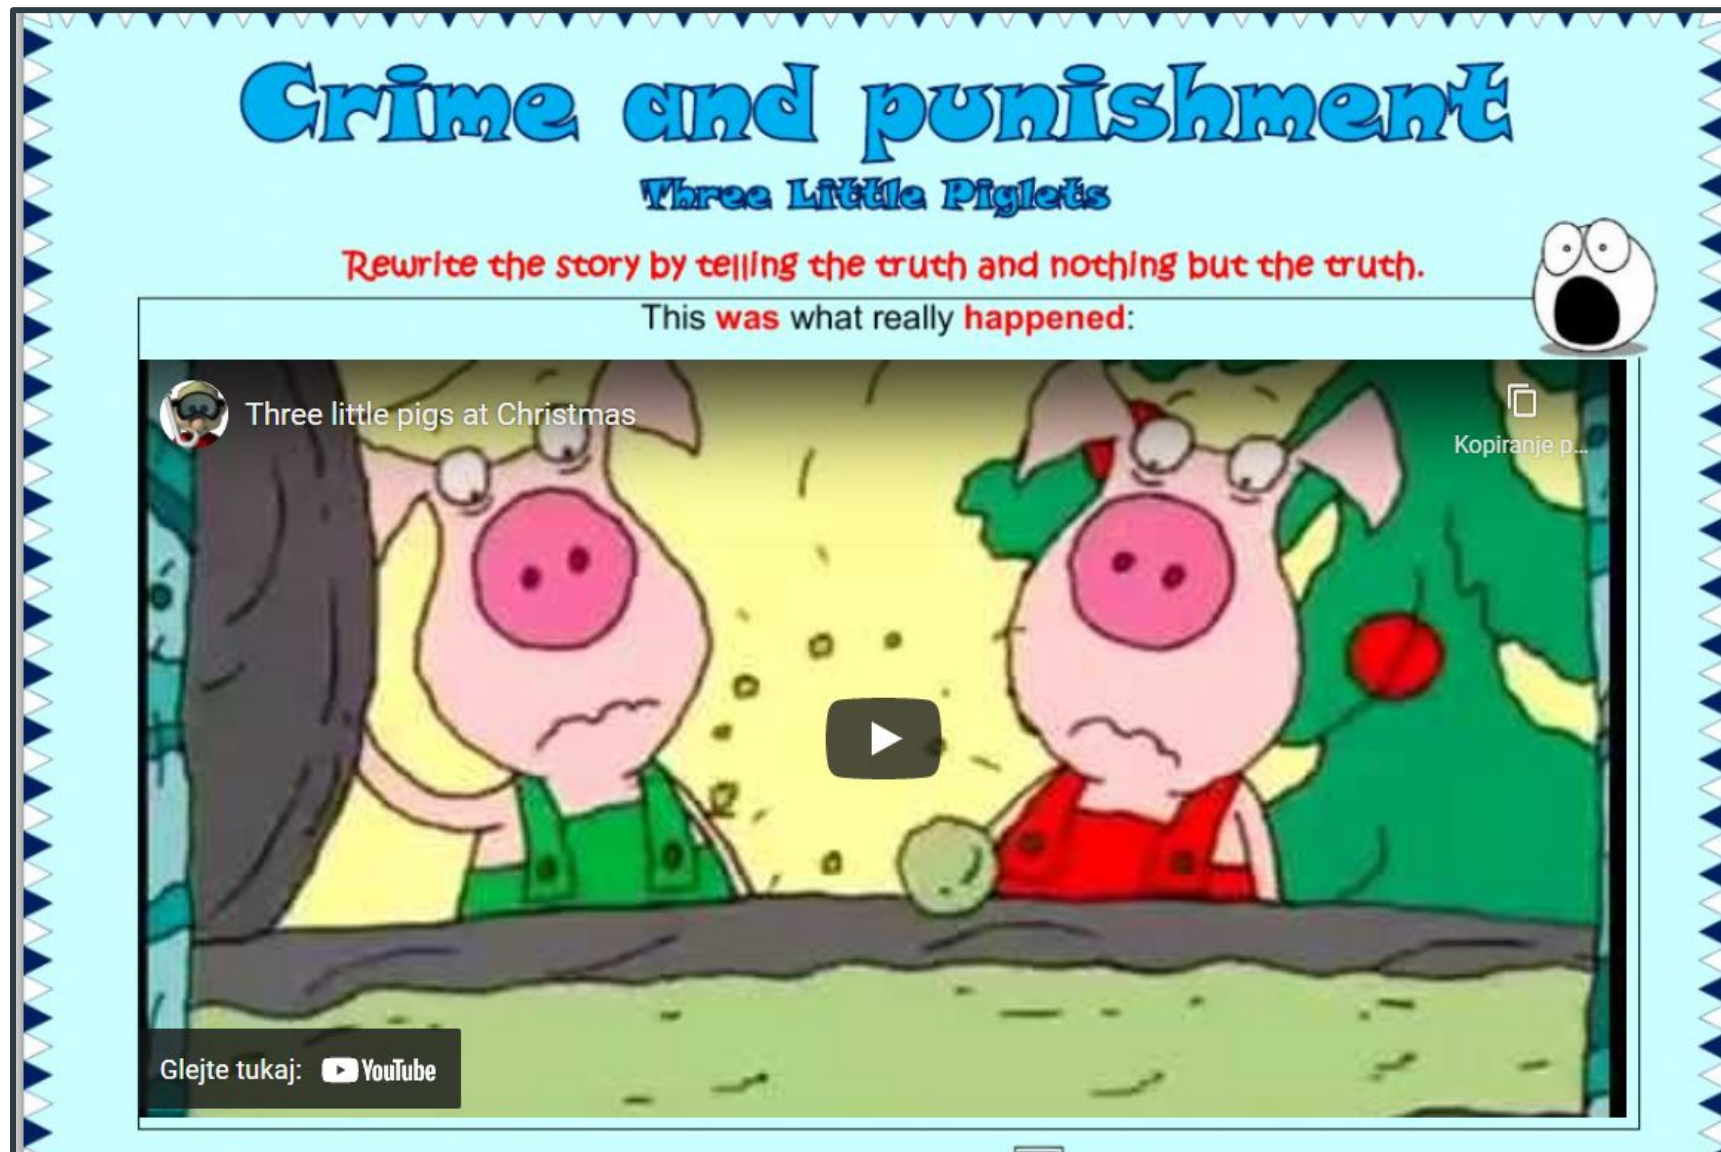 Crime and punishment
Three Little Piglets
Rewrite the story by telling the truth and nothing but the truth.
This was what really happened:
Three little pigs at Christmas
Kopiranje p...
Glejte tukaj: YouTube